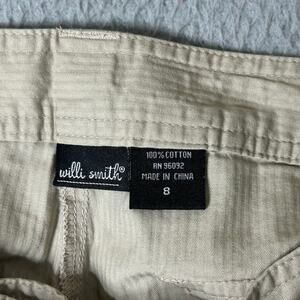 willi smith®
100% COTTON
RN 96092
MADE IN CHINA
8